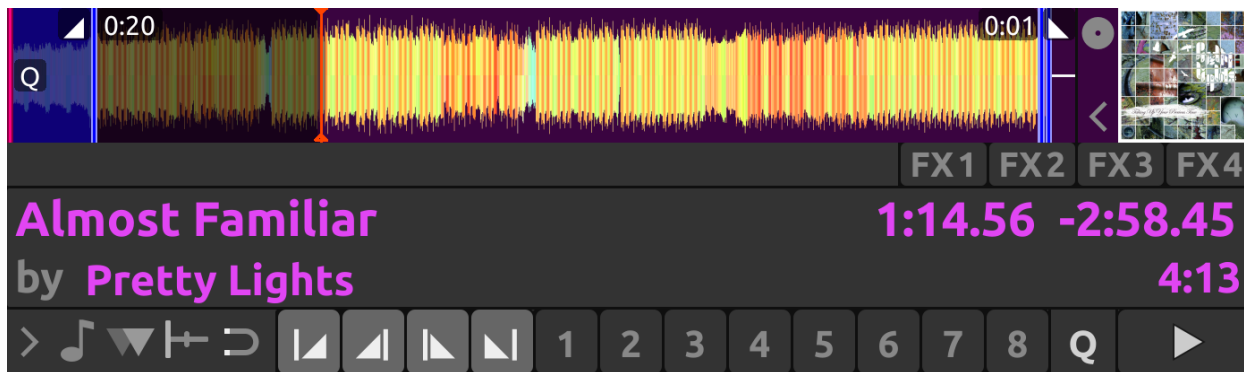 0:20 0:01
Q
FX1 FX2 FX3 FX4
Almost Familiar 1:14.56 -2:58.45
by Pretty Lights 4:13
1 2 3 4 5 6 7 8 Q